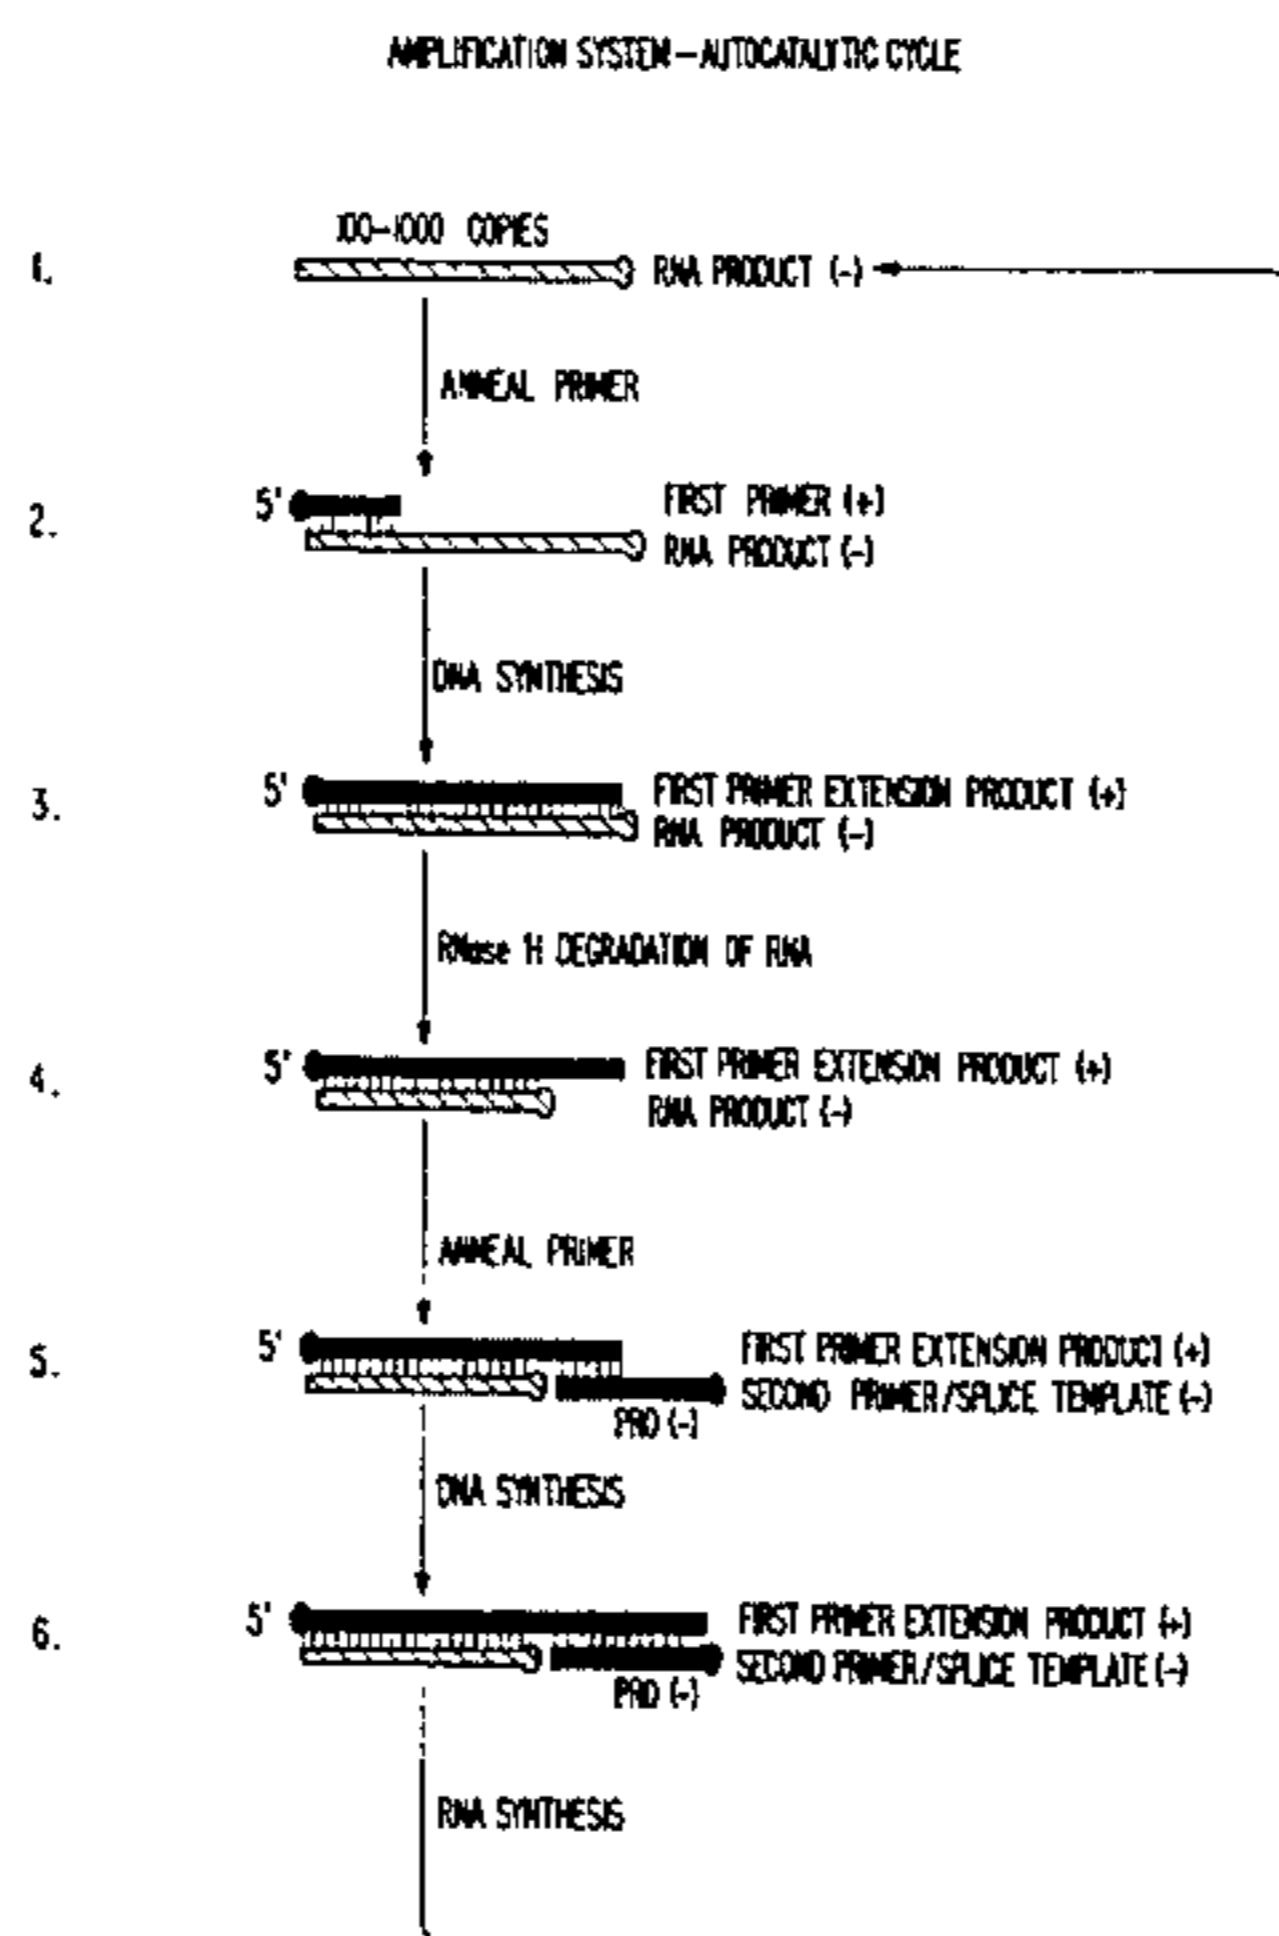 AMPLIFICATION SYSTEM—AUTOCATALYTIC CYCLE
100-1000 COPIES
1. RNA PRODUCT (-)
ANNEAL PRIMER
5' FIRST PRIMER (+)
2. RNA PRODUCT (-)
DNA SYNTHESIS
5' FIRST PRIMER EXTENSION PRODUCT (+)
3. RNA PRODUCT (-)
RNase H DEGRADATION OF RNA
5' FIRST PRIMER EXTENSION PRODUCT (+)
4. RNA PRODUCT (-)
ANNEAL PRIMER
5' FIRST PRIMER EXTENSION PRODUCT (+)
5. SECOND PRIMER/SPLICE TEMPLATE (-)
PRO (-)
DNA SYNTHESIS
5' FIRST PRIMER EXTENSION PRODUCT (+)
6. SECOND PRIMER/SPLICE TEMPLATE (-)
PRO (-)
RNA SYNTHESIS